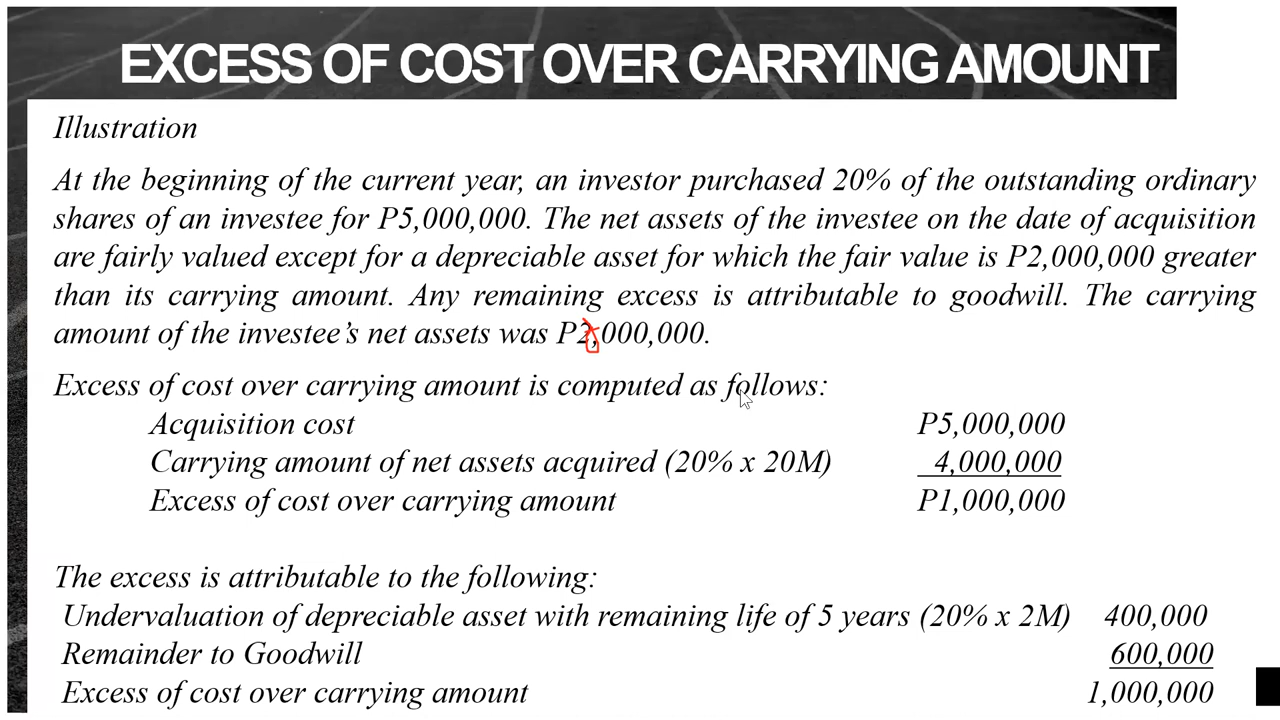 EXCESS OF COST OVER CARRYING AMOUNT
Illustration
At the beginning of the current year, an investor purchased 20% of the outstanding ordinary
shares of an investee for P5,000,000. The net assets of the investee on the date of acquisition
are fairly valued except for a depreciable asset for which the fair value is P2,000,000 greater
than its carrying amount. Any remaining excess is attributable to goodwill. The carrying
amount of the investee's net assets was P2,000,000.
Excess of cost over carrying amount is computed as follows:
Acquisition cost P5,000,000
Carrying amount of net assets acquired (20% x 20M) 4,000,000
Excess of cost over carrying amount P1,000,000
The excess is attributable to the following:
Undervaluation of depreciable asset with remaining life of 5 years (20% x 2M) 400,000
Remainder to Goodwill 600,000
Excess of cost over carrying amount 1,000,000